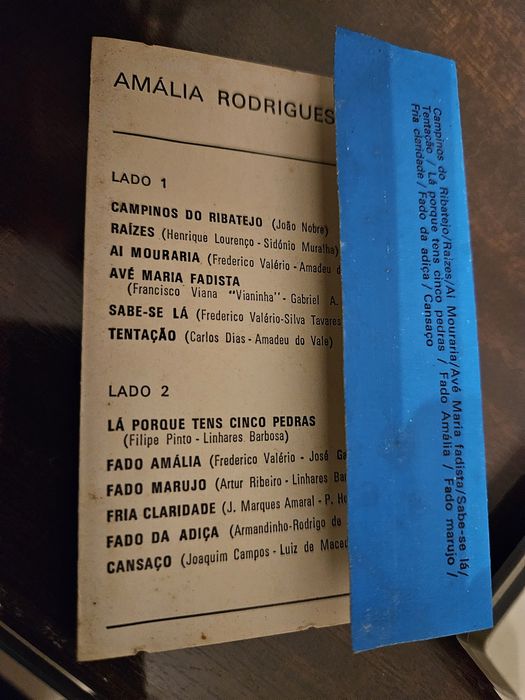 AMÁLIA RODRIGUES
LADO 1
CAMPINOS DO RIBATEJO (João Nobre)
RAÍZES (Henrique Lourenço - Sidónio Muralha)
AI MOURARIA (Frederico Valério - Amadeu d
AVÉ MARIA FADISTA
(Francisco Viana "Vianinha" - Gabriel A.
SABE-SE LÁ (Frederico Valério-Silva Tavares
TENTAÇÃO (Carlos Dias - Amadeu do Vale)
LADO 2
LÁ PORQUE TENS CINCO PEDRAS
(Filipe Pinto - Linhares Barbosa)
FADO AMÁLIA (Frederico Valério - José Ga
FADO MARUJO (Artur Ribeiro - Linhares Bar
FRIA CLARIDADE (J. Marques Amaral - P. Ho
FADO DA ADIÇA (Armandinho-Rodrigo de
CANSAÇO (Joaquim Campos - Luiz de Maced
Campinos do Ribatejo/Raízes/Ai Mouraria/Avé Maria fadista/Sabe-se lá/
Tentação / Lá porque tens cinco pedras / Fado Amália / Fado marujo /
Fria claridade / Fado da adiça / Cansaço